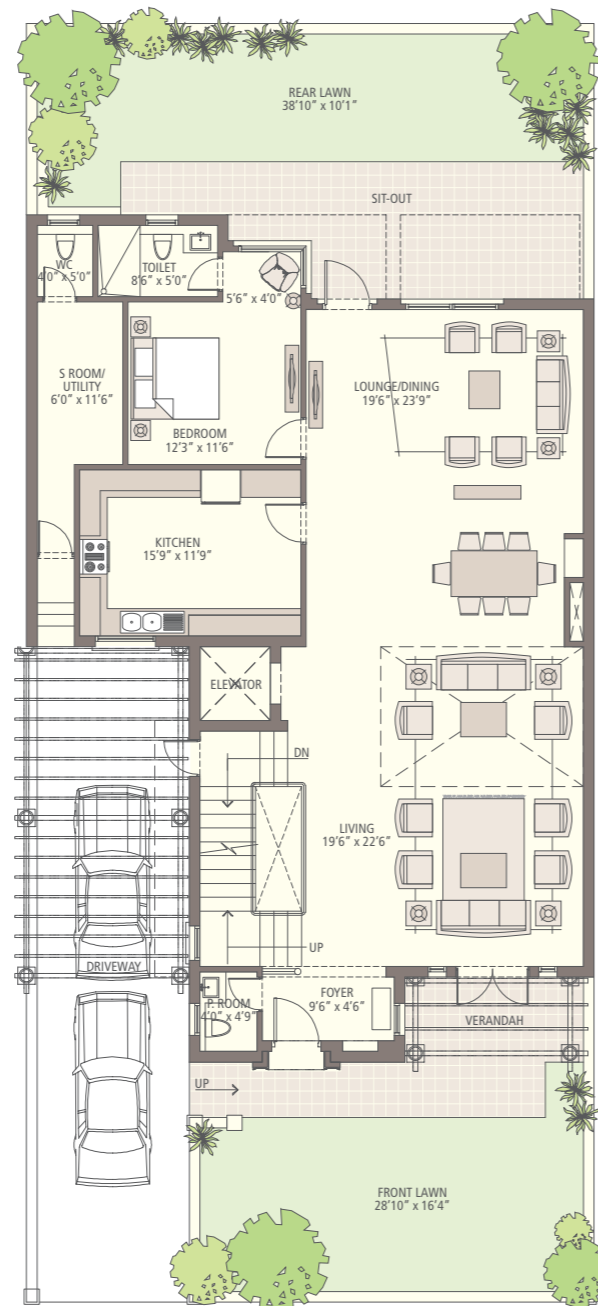 REAR LAWN
38'10" x 10'1"
SIT-OUT
WC
4'0" x 5'0"
TOILET
8'6" x 5'0"
5'6" x 4'0"
S ROOM/
UTILITY
6'0" x 11'6"
LOUNGE/DINING
19'6" x 23'9"
BEDROOM
12'3" x 11'6"
KITCHEN
15'9" x 11'9"
ELEVATOR
DN
LIVING
19'6" x 22'6"
UP
DRIVEWAY
P. ROOM
4'0" x 4'9"
FOYER
9'6" x 4'6"
VERANDAH
UP
FRONT LAWN
28'10" x 16'4"